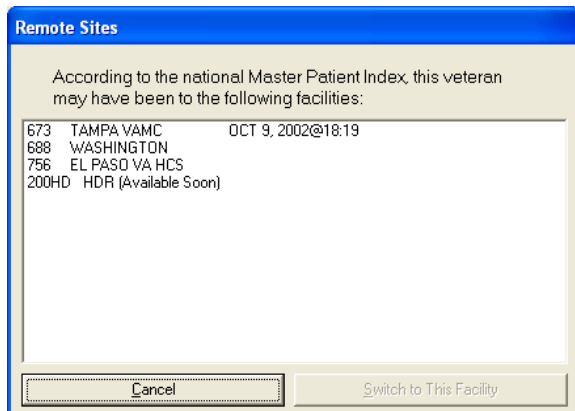 Remote Sites
According to the national Master Patient Index, this veteran
may have been to the following facilities:
673 TAMPA VAMC OCT 9, 2002@18:19
688 WASHINGTON
756 EL PASO VA HCS
200HD HDR (Available Soon)
Cancel Switch to This Facility